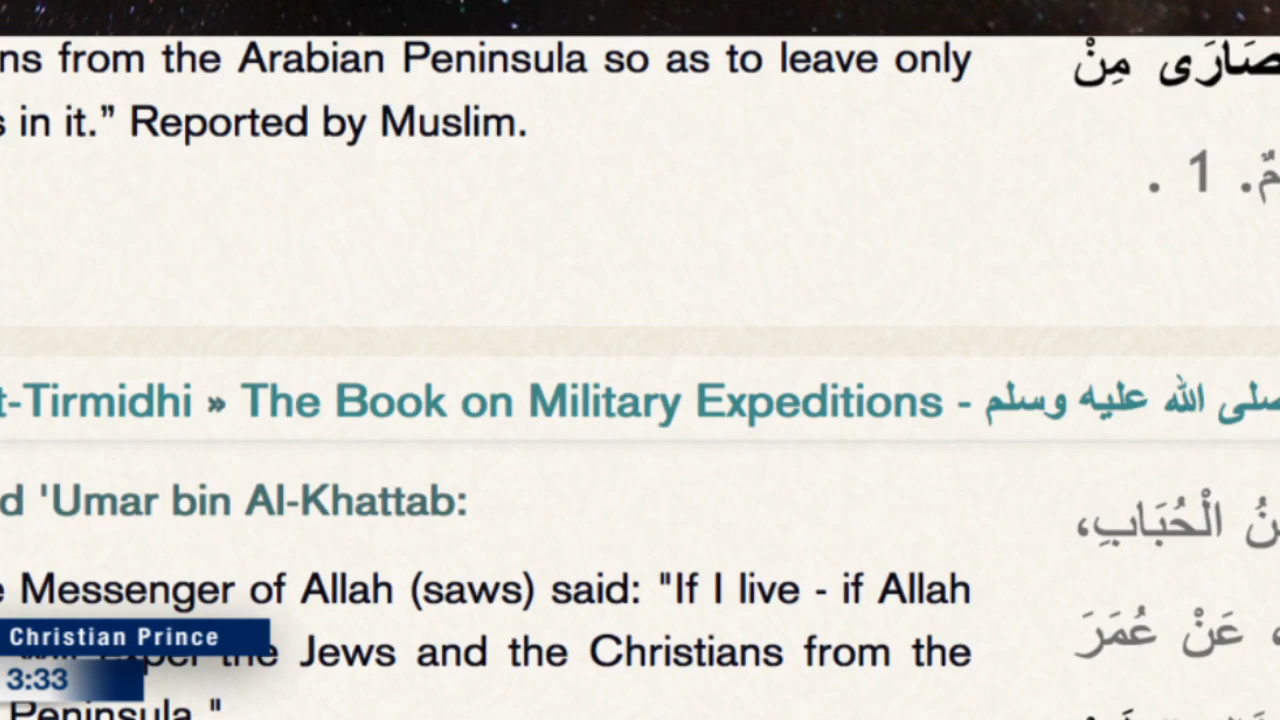 ns from the Arabian Peninsula so as to leave only
صَارَى مِنْ
s in it.” Reported by Muslim.
. 1 .
t-Tirmidhi » The Book on Military Expeditions - صلى الله عليه وسلم
d 'Umar bin Al-Khattab:
نُ الْحُبَابِ،
e Messenger of Allah (saws) said: "If I live - if Allah
Christian Prince
the Jews and the Christians from the
عَنْ عُمَرَ
3:33
Peninsula."